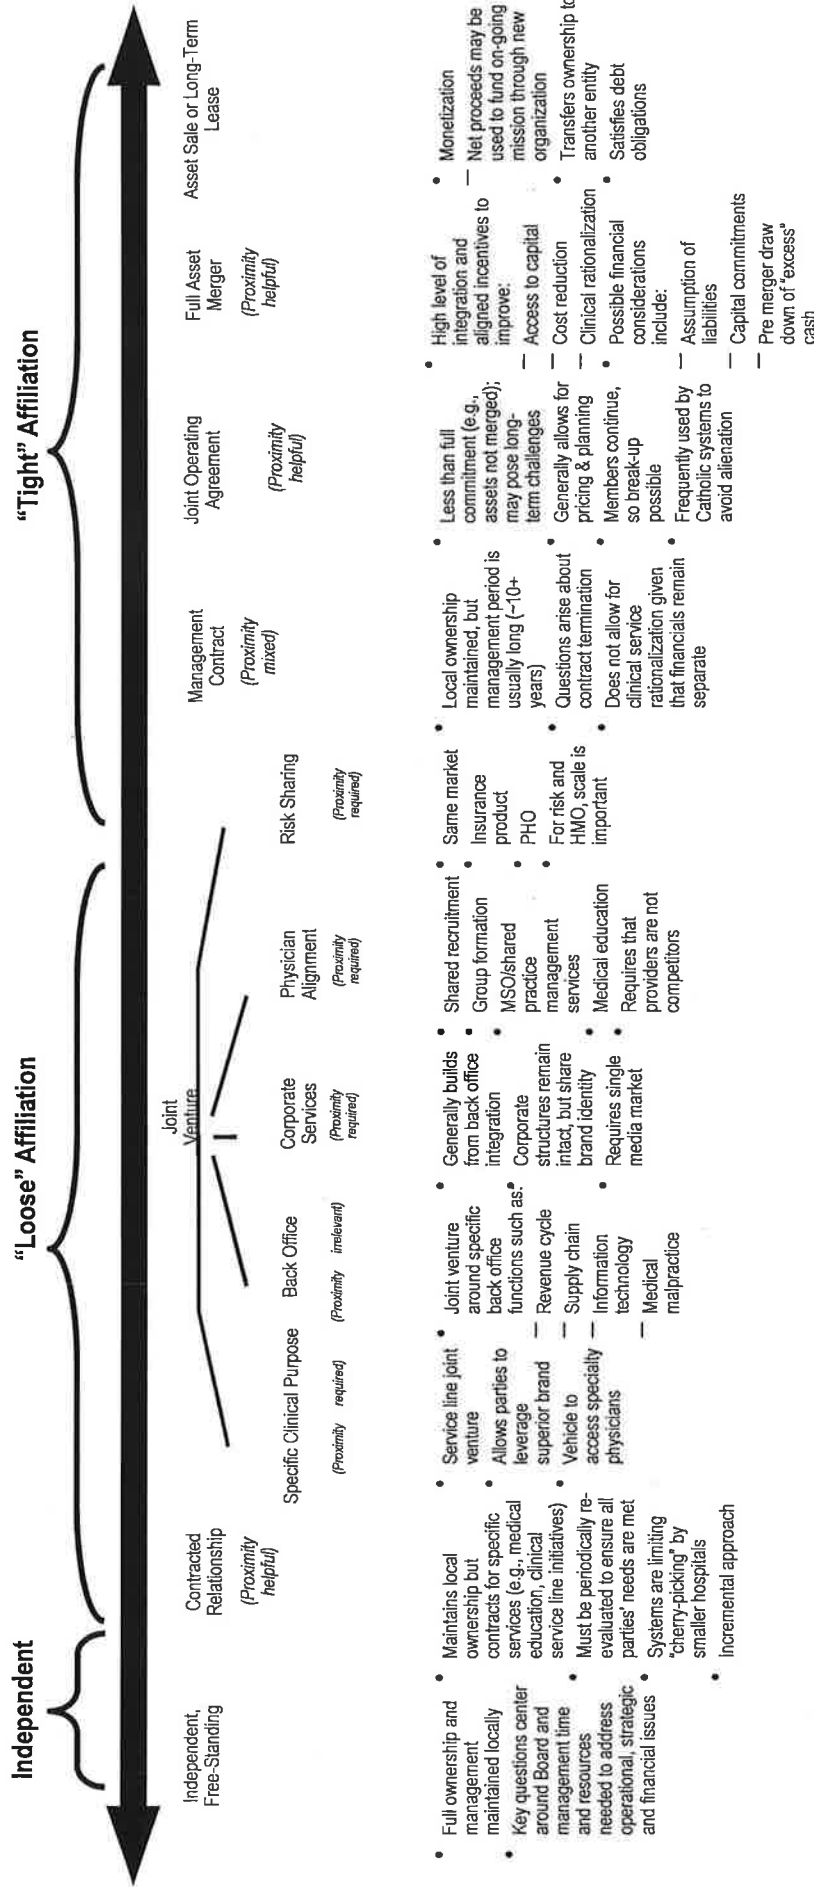 Independent
"Loose" Affiliation
"Tight" Affiliation
Independent,
Free-Standing
Contracted
Relationship
(Proximity
helpful)
Joint
Venture
Specific Clinical Purpose
(Proximity required)
Back Office
(Proximity irrelevant)
Corporate
Services
(Proximity
required)
Physician
Alignment
(Proximity
required)
Risk Sharing
(Proximity
required)
Management
Contract
(Proximity
mixed)
Joint Operating
Agreement
(Proximity
helpful)
Full Asset
Merger
(Proximity
helpful)
Asset Sale or Long-Term
Lease
• Full ownership and
management
maintained locally
• Key questions center
around Board and
management time
and resources
needed to address
operational, strategic
and financial issues
• Maintains local
ownership but
contracts for specific
services (e.g., medical
education, clinical
service line initiatives)
• Must be periodically re-
evaluated to ensure all
parties' needs are met
• Systems are limiting
"cherry-picking" by
smaller hospitals
• Incremental approach
• Service line joint
venture
• Allows parties to
leverage
superior brand
• Vehicle to
access specialty
physicians
• Joint venture
around specific
back office
functions such as:
– Revenue cycle
– Supply chain
– Information
technology
– Medical
malpractice
• Generally builds
from back office
integration
• Corporate
structures remain
intact, but share
brand identity
• Requires single
media market
• Shared recruitment
• Group formation
• MSO/shared
practice
management
services
• Medical education
• Requires that
providers are not
competitors
• Same market
• Insurance
product
• PHO
• For risk and
HMO, scale is
important
• Local ownership
maintained, but
management period is
usually long (~10+
years)
• Questions arise about
contract termination
• Does not allow for
clinical service
rationalization given
that financials remain
separate
• Less than full
commitment (e.g.,
assets not merged);
may pose long-
term challenges
• Generally allows for
pricing & planning
• Members continue,
so break-up
possible
• Frequently used by
Catholic systems to
avoid alienation
• High level of
integration and
aligned incentives to
improve:
– Access to capital
– Cost reduction
– Clinical rationalization
• Possible financial
considerations
include:
– Assumption of
liabilities
– Capital commitments
– Pre merger draw
down of "excess"
cash
• Monetization
– Net proceeds may be
used to fund on-going
mission through new
organization
• Transfers ownership to
another entity
• Satisfies debt
obligations